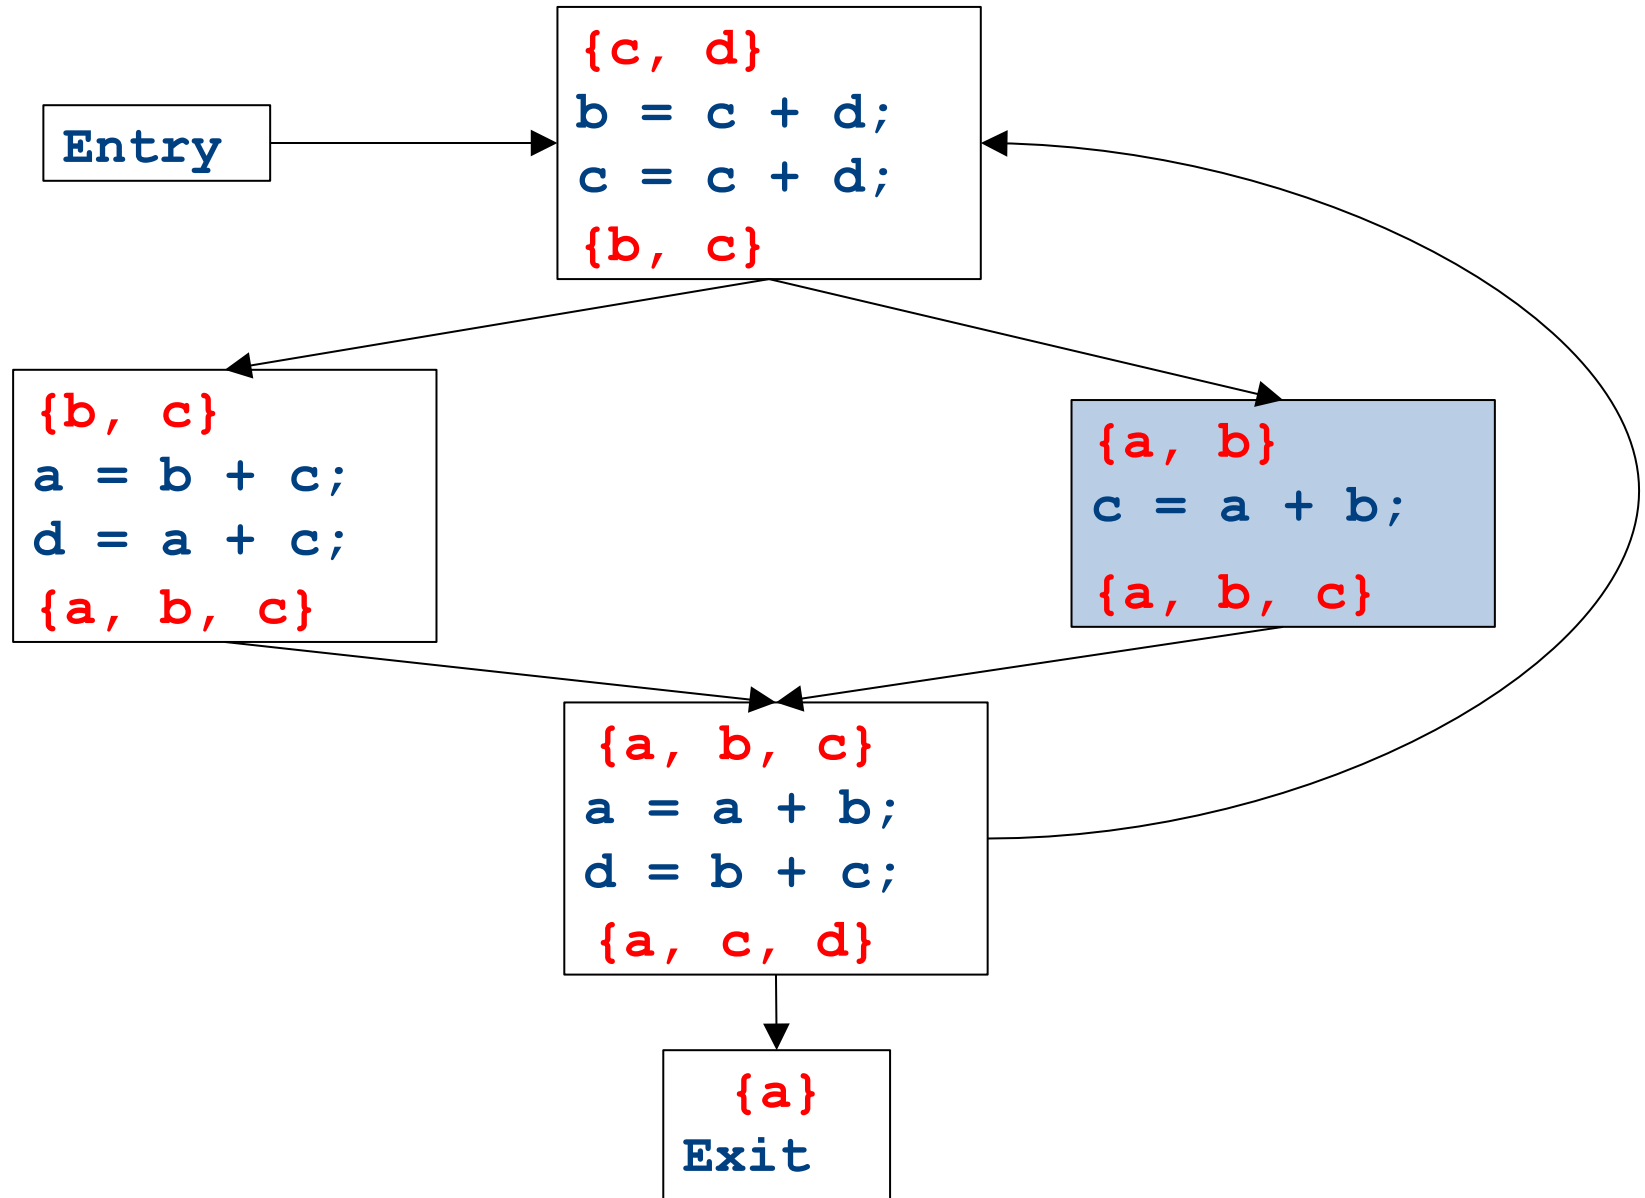 {c, d}
b = c + d;
c = c + d;
{b, c}
Entry
{b, c}
a = b + c;
d = a + c;
{a, b, c}
{a, b}
c = a + b;
{a, b, c}
{a, b, c}
a = a + b;
d = b + c;
{a, c, d}
{a}
Exit